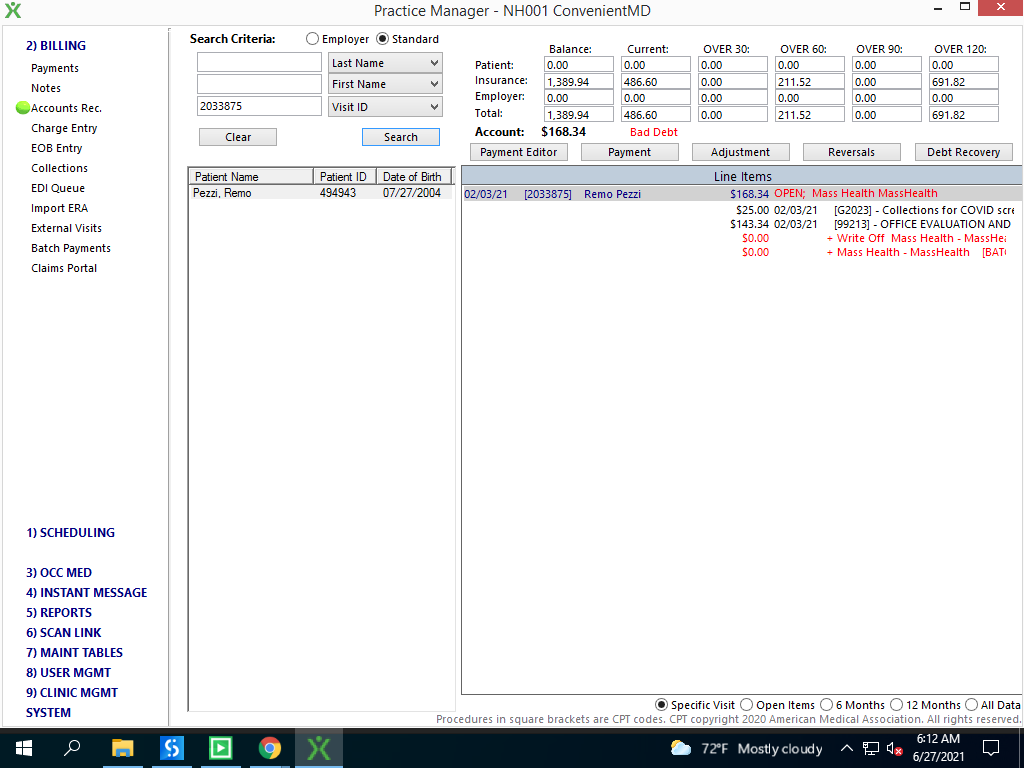 Practice Manager - NH001 ConvenientMD
2) BILLING
Payments
Notes
Accounts Rec.
Charge Entry
EOB Entry
Collections
EDI Queue
Import ERA
External Visits
Batch Payments
Claims Portal
1) SCHEDULING
3) OCC MED
4) INSTANT MESSAGE
5) REPORTS
6) SCAN LINK
7) MAINT TABLES
8) USER MGMT
9) CLINIC MGMT
SYSTEM
Search Criteria: Employer Standard
Last Name
First Name
2033875 Visit ID
Clear Search
Balance: Current: OVER 30: OVER 60: OVER 90: OVER 120:
Patient: 0.00 0.00 0.00 0.00 0.00 0.00
Insurance: 1,389.94 486.60 0.00 211.52 0.00 691.82
Employer: 0.00 0.00 0.00 0.00 0.00 0.00
Total: 1,389.94 486.60 0.00 211.52 0.00 691.82
Account: $168.34 Bad Debt
Payment Editor Payment Adjustment Reversals Debt Recovery
Patient Name Patient ID Date of Birth
Pezzi, Remo 494943 07/27/2004
Line Items
02/03/21 [2033875] Remo Pezzi $168.34 OPEN; Mass Health MassHealth
$25.00 02/03/21 [G2023] - Collections for COVID scre
$143.34 02/03/21 [99213] - OFFICE EVALUATION AND
$0.00 + Write Off Mass Health - MassHea
$0.00 + Mass Health - MassHealth [BAT
Specific Visit Open Items 6 Months 12 Months All Data
Procedures in square brackets are CPT codes. CPT copyright 2020 American Medical Association. All rights reserved.
72°F Mostly cloudy
6:12 AM
6/27/2021